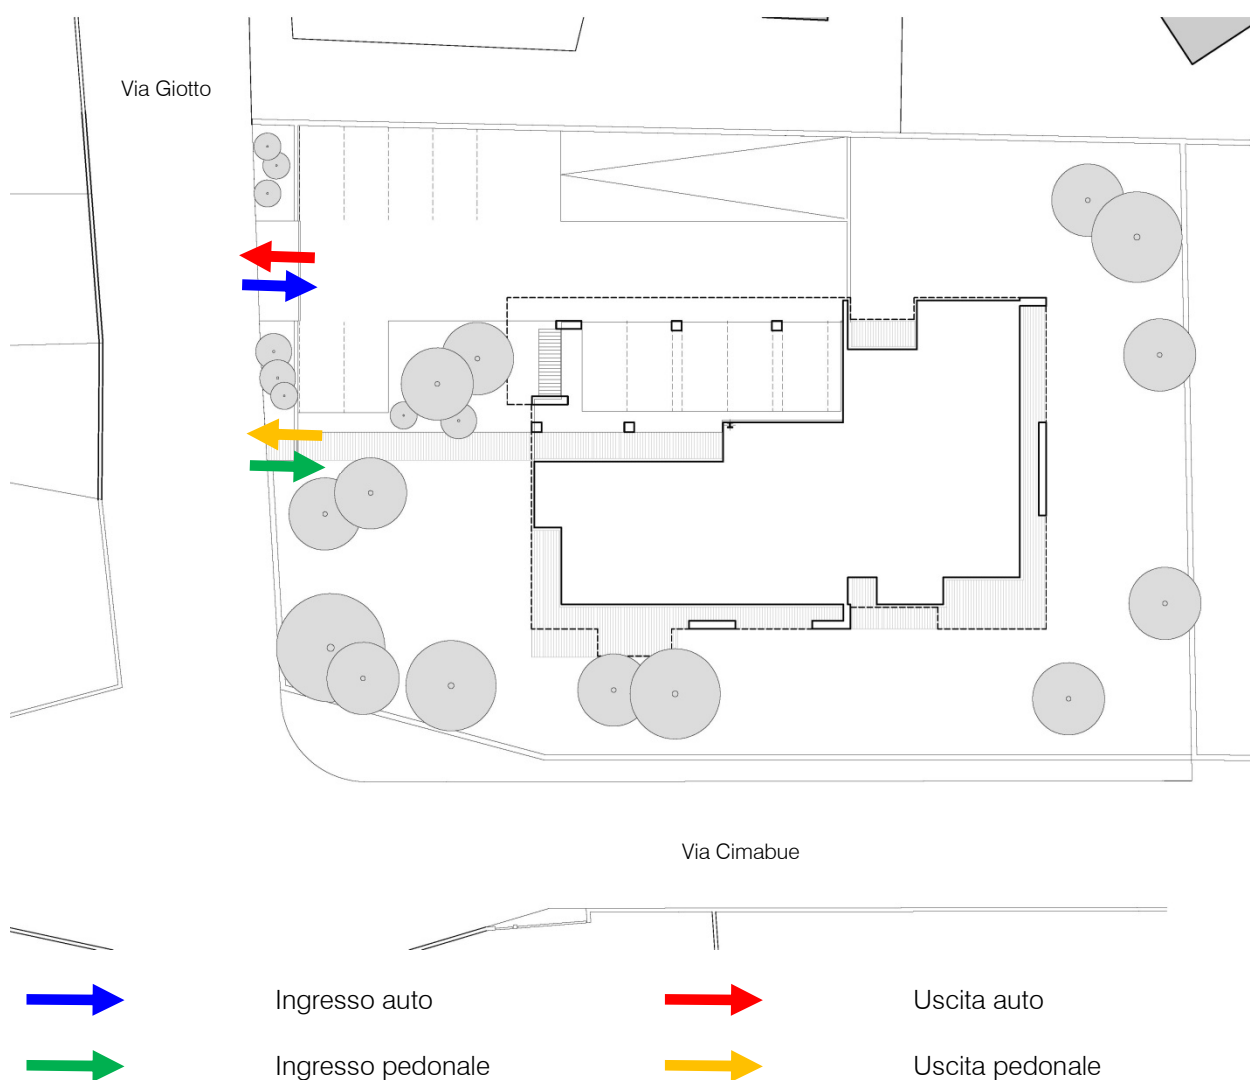 Via Giotto
Via Cimabue
Ingresso auto
Uscita auto
Ingresso pedonale
Uscita pedonale